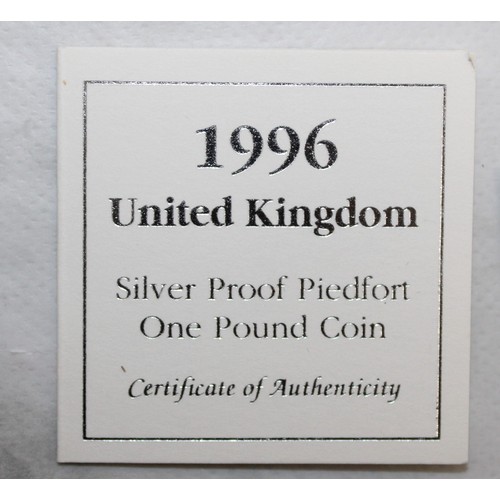 1996
United Kingdom
Silver Proof Piedfort
One Pound Coin
Certificate of Authenticity